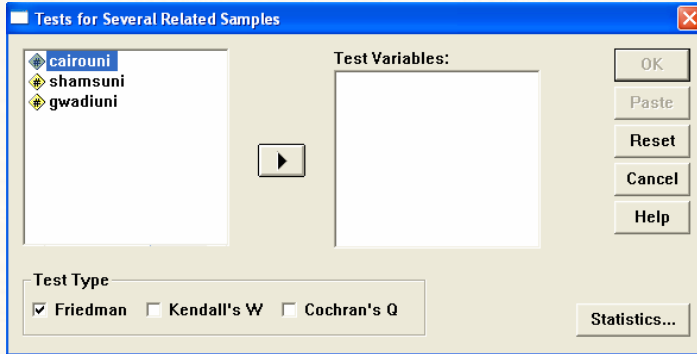 Tests for Several Related Samples
cairouni
shamsuni
gwadiuni
Test Variables:
OK
Paste
Reset
Cancel
Help
Test Type
Friedman
Kendall's W
Cochran's Q
Statistics...